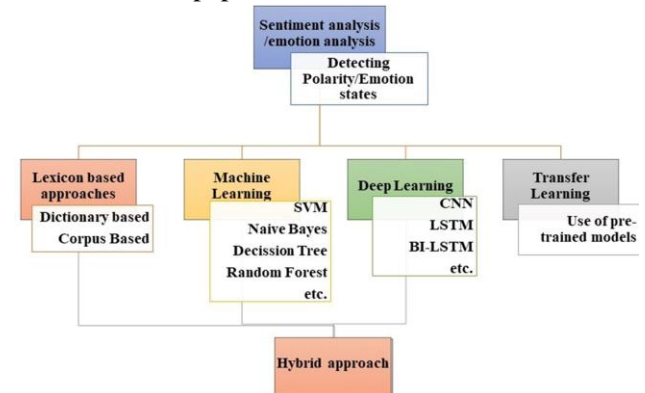 Sentiment analysis
/emotion analysis
Detecting
Polarity/Emotion
states
Lexicon based
approaches
Dictionary based
Corpus Based
Machine
Learning
SVM
Naive Bayes
Decission Tree
Random Forest
etc.
Deep Learning
CNN
LSTM
BI-LSTM
etc.
Transfer
Learning
Use of pre-
trained models
Hybrid approach